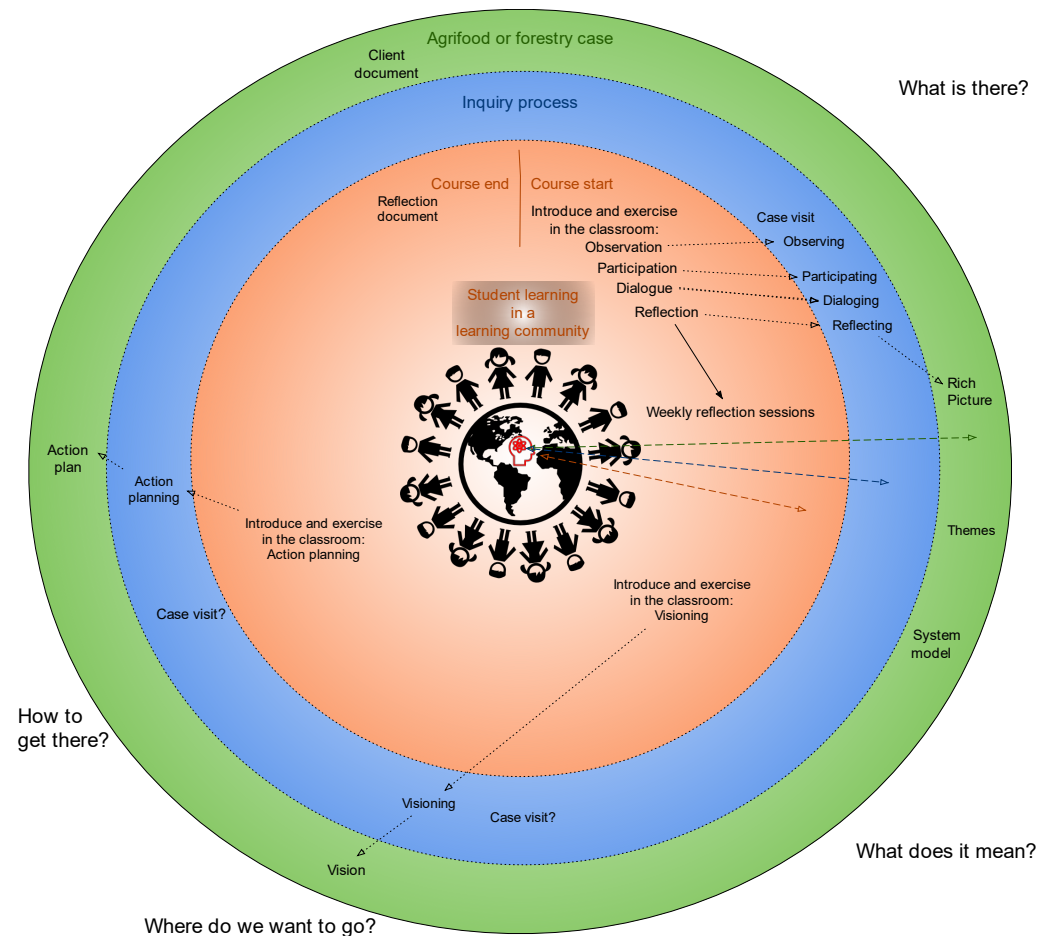 Agrifood or forestry case
Client
document
What is there?
Inquiry process
Course end
Course start
Reflection
document
Introduce and exercise
in the classroom:
Observation
Case visit
Observing
Participation
Participating
Dialogue
Dialoging
Reflection
Reflecting
Student learning
in a
learning community
Rich
Picture
Weekly reflection sessions
Action
plan
Action
planning
Introduce and exercise
in the classroom:
Action planning
Themes
Introduce and exercise
in the classroom:
Visioning
Case visit?
System
model
How to
get there?
Visioning
Case visit?
What does it mean?
Vision
Where do we want to go?